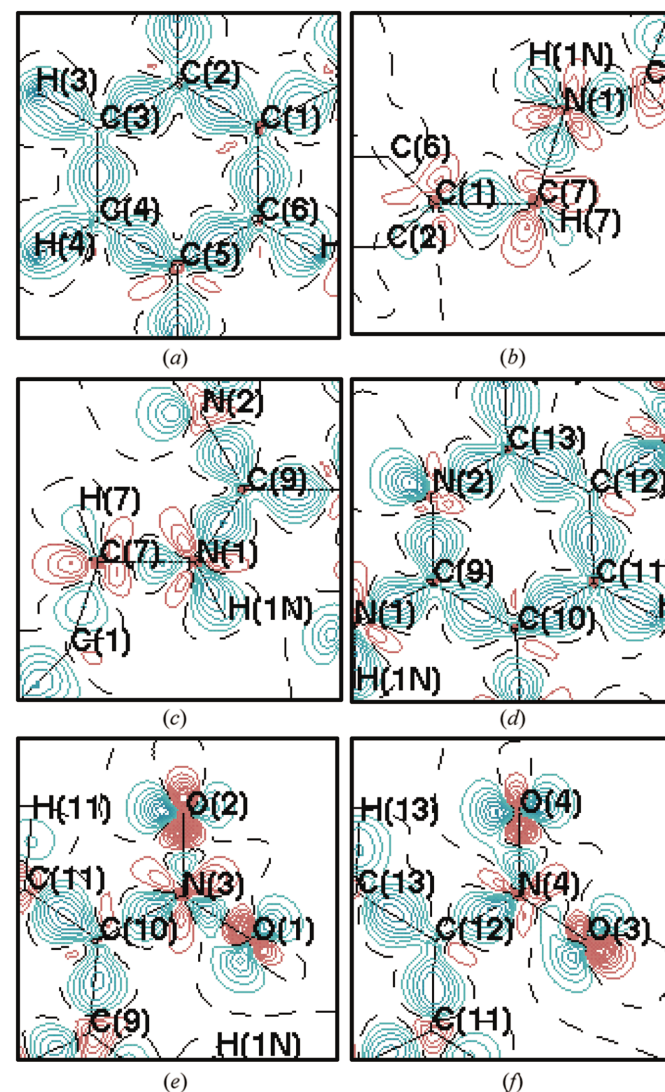 C(2)
H(3)
C(3)
C(1)
C(4)
C(6)
H(4)
C(5)
H
(a)
H(1N)
C
N(1)
C(6)
C(1)
C(7)
H(7)
C(2)
(b)
N(2)
C(9)
H(7)
C(7)
N(1)
H(1N)
C(1)
(c)
C(13)
N(2)
C(12)
C(9)
C(11)
N(1)
C(10)
H
H(1N)
(d)
H(11)
O(2)
C(11)
N(3)
C(10)
O(1)
C(9)
H(1N)
(e)
H(13)
O(4)
C(13)
N(4)
C(12)
O(3)
C(11)
(f)